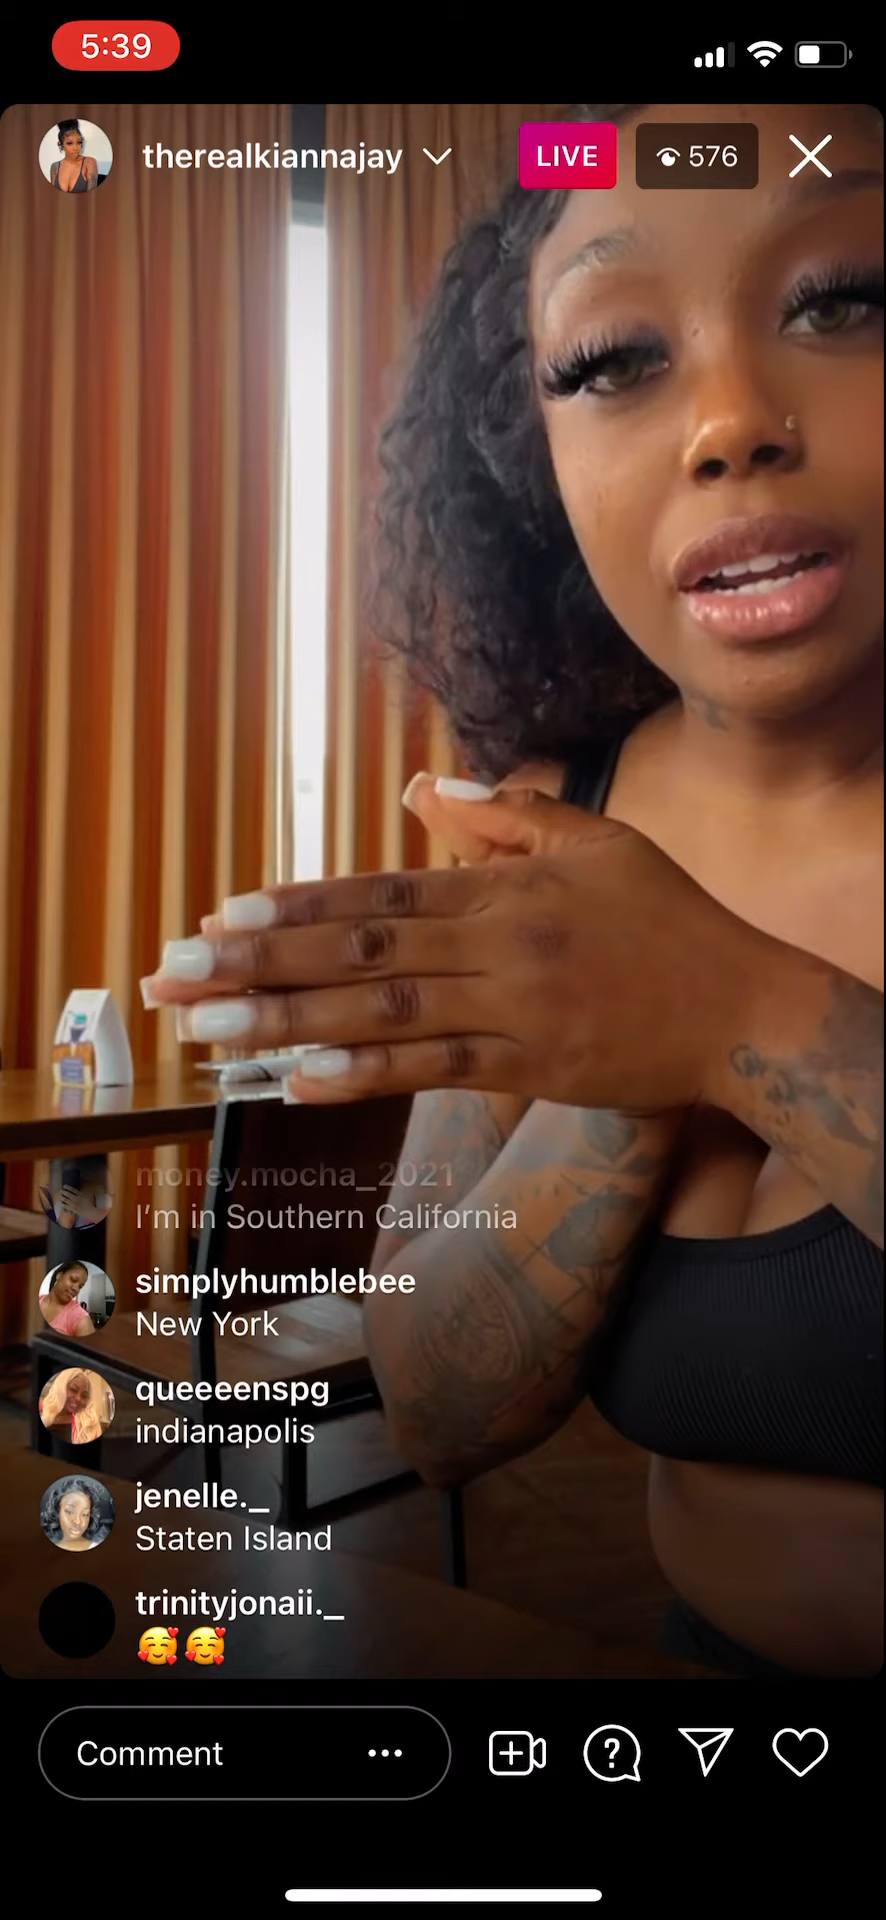 5:39
therealkiannajay
LIVE
576
money.mocha_2021
I’m in Southern California
simplyhumblebee
New York
queeeenspg
indianapolis
jenelle._
Staten Island
trinityjonaii._
🥰🥰
Comment